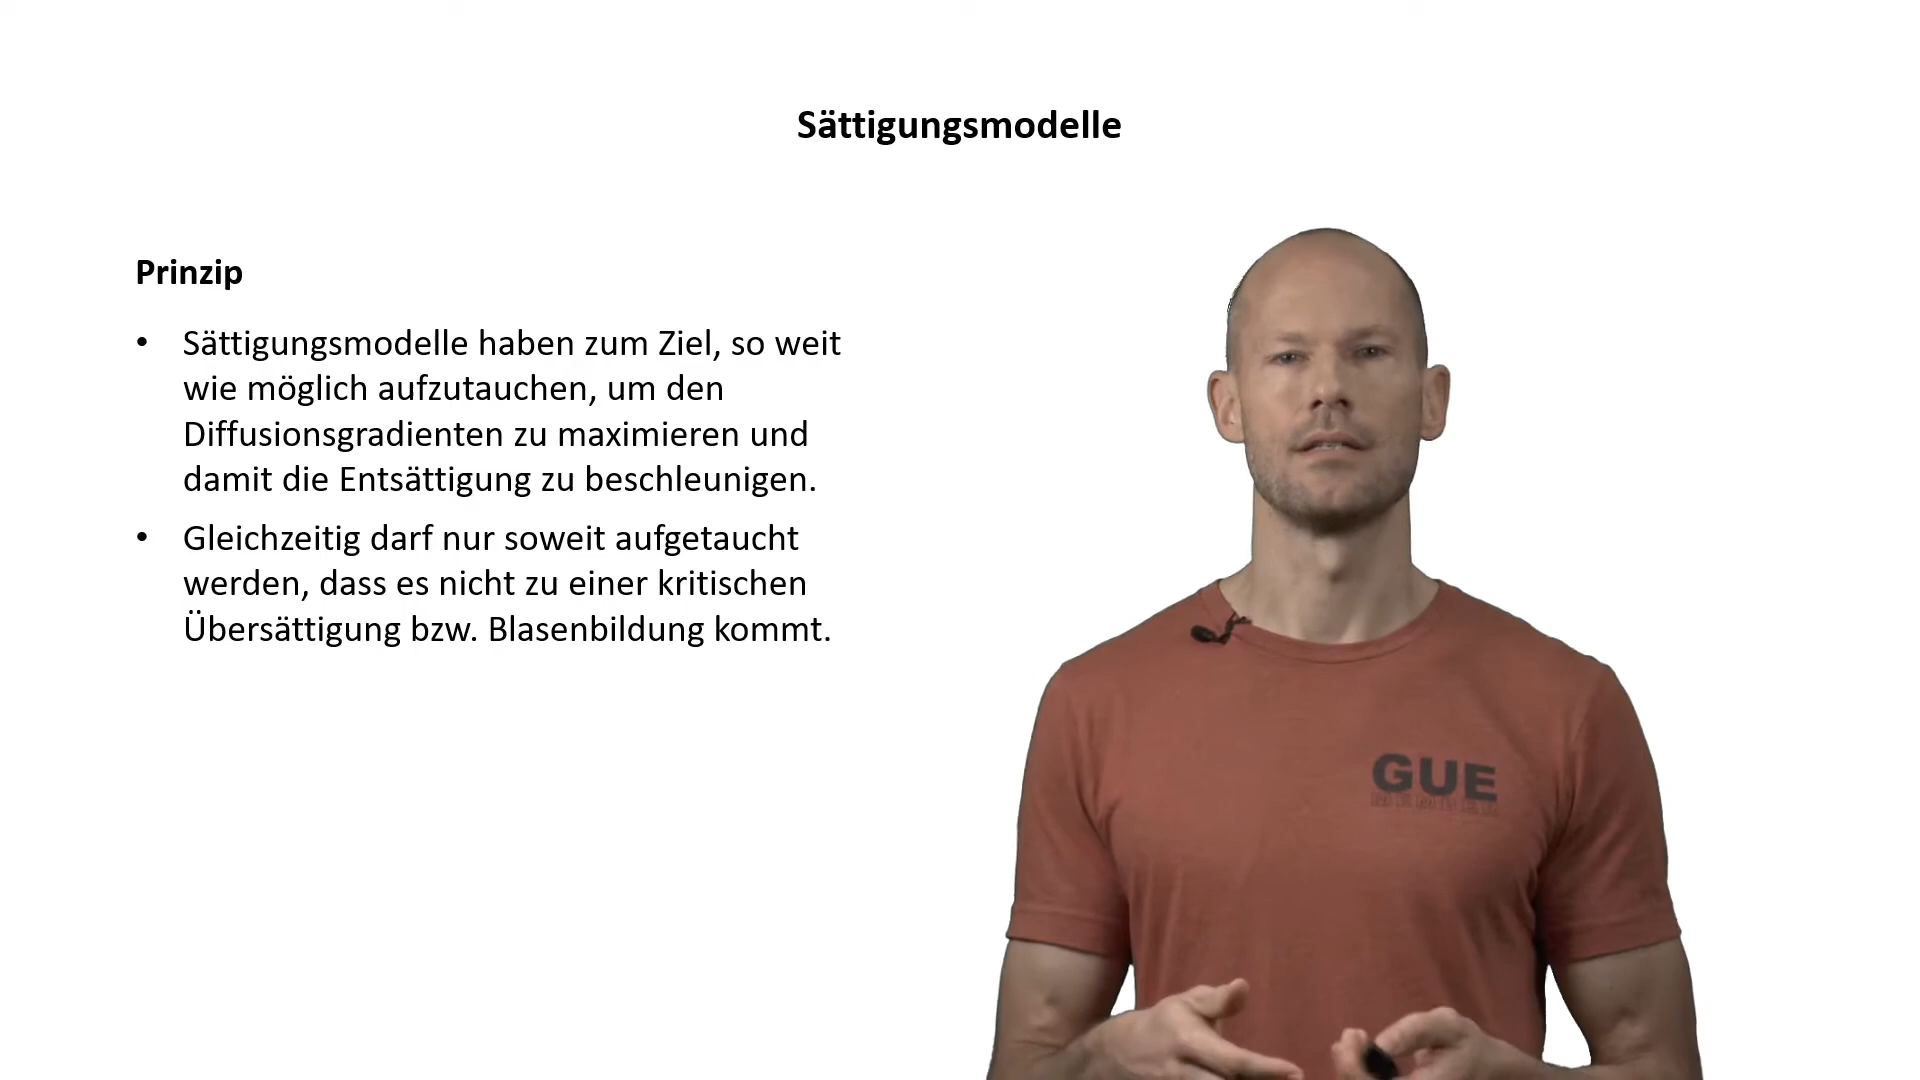 Sättigungsmodelle
Prinzip
• Sättigungsmodelle haben zum Ziel, so weit
wie möglich aufzutauchen, um den
Diffusionsgradienten zu maximieren und
damit die Entsättigung zu beschleunigen.
• Gleichzeitig darf nur soweit aufgetaucht
werden, dass es nicht zu einer kritischen
Übersättigung bzw. Blasenbildung kommt.
GUE